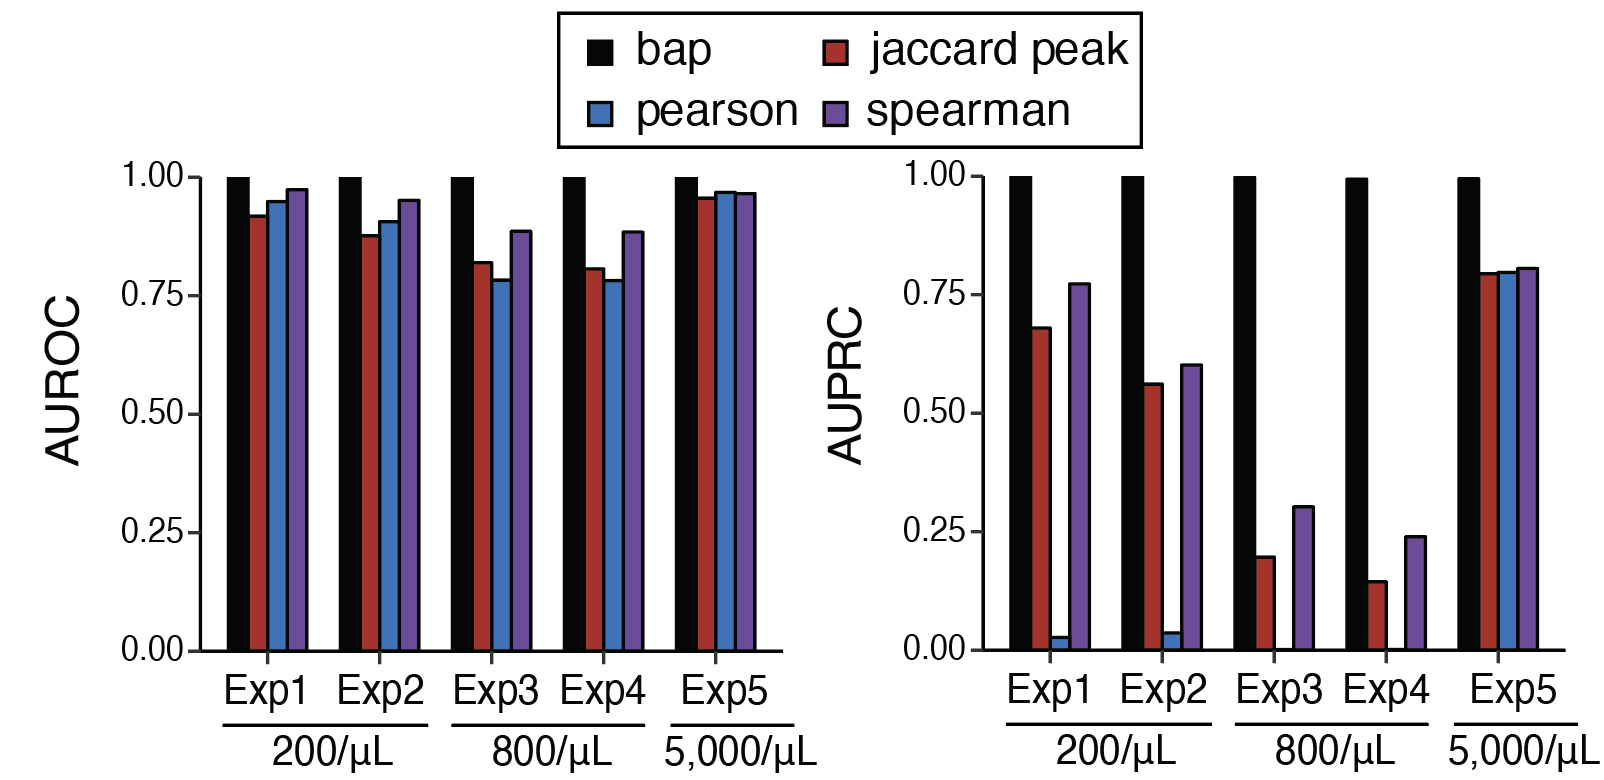 bap
jaccard peak
pearson
spearman
AUROC
1.00
0.75
0.50
0.25
0.00
Exp1
Exp2
Exp3
Exp4
Exp5
200/µL
800/µL
5,000/µL
AUPRC
1.00
0.75
0.50
0.25
0.00
Exp1
Exp2
Exp3
Exp4
Exp5
200/µL
800/µL
5,000/µL